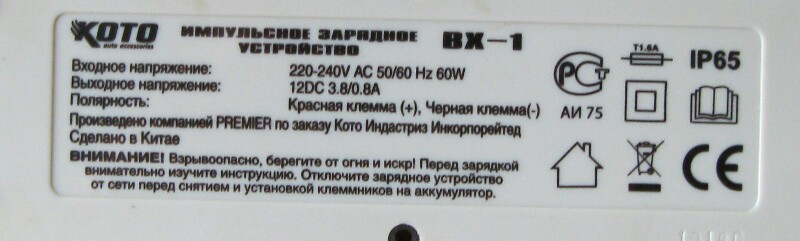 КОТО
auto accessories
ИМПУЛЬСНОЕ ЗАРЯДНОЕ
УСТРОЙСТВО
ВХ-1
Входное напряжение: 220-240V AC 50/60 Hz 60W
Выходное напряжение: 12DC 3.8/0.8A
Полярность: Красная клемма (+), Черная клемма(-)
Произведено компанией PREMIER по заказу Кото Индастриз Инкорпорейтед
Сделано в Китае
ВНИМАНИЕ! Взрывоопасно, берегите от огня и искр! Перед зарядкой
внимательно изучите инструкцию. Отключите зарядное устройство
от сети перед снятием и установкой клеммников на аккумулятор.
АИ 75
T1.6A
IP65
CE